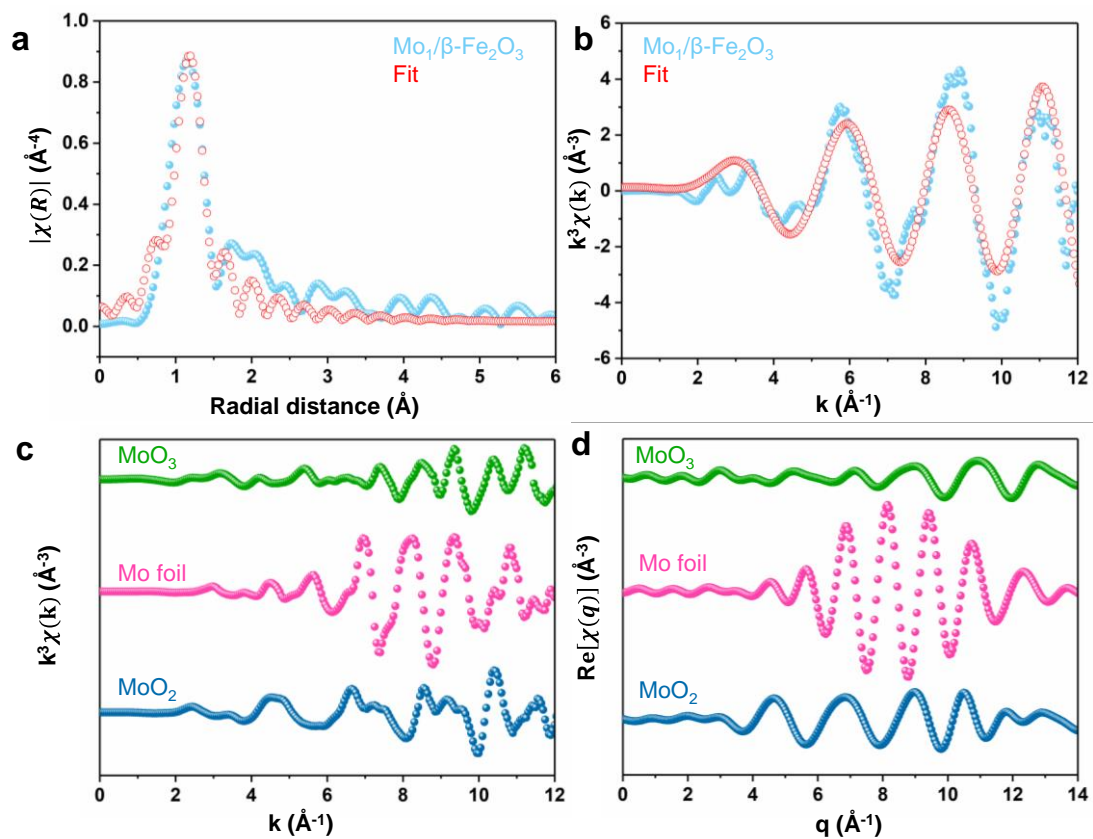 a
1.0
0.8
0.6
0.4
0.2
0.0
|χ(R)| (Å⁻⁴)
Mo₁/β-Fe₂O₃
Fit
0 1 2 3 4 5 6
Radial distance (Å)
b
6
4
2
0
-2
-4
-6
k³χ(k) (Å⁻³)
Mo₁/β-Fe₂O₃
Fit
0 2 4 6 8 10 12
k (Å⁻¹)
c
k³χ(k) (Å⁻³)
MoO₃
Mo foil
MoO₂
0 2 4 6 8 10 12
k (Å⁻¹)
d
Re[χ(q)] (Å⁻³)
MoO₃
Mo foil
MoO₂
0 2 4 6 8 10 12 14
q (Å⁻¹)